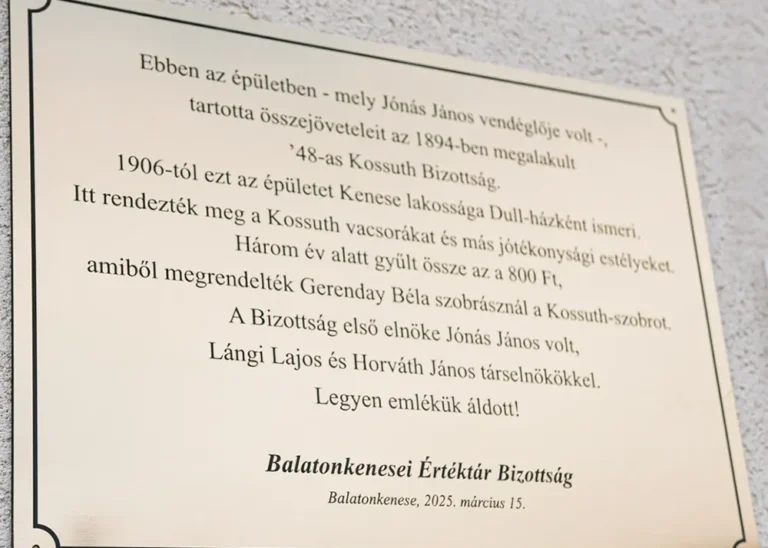 Ebben az épületben - mely Jónás János vendéglője volt -,
tartotta összejöveteleit az 1894-ben megalakult
’48-as Kossuth Bizottság.
1906-tól ezt az épületet Kenese lakossága Dull-házként ismeri.
Itt rendezték meg a Kossuth vacsorákat és más jótékonysági estélyeket.
Három év alatt gyűlt össze az a 800 Ft,
amiből megrendelték Gerenday Béla szobrásznál a Kossuth-szobrot.
A Bizottság első elnöke Jónás János volt,
Lángi Lajos és Horváth János társelnökökkel.
Legyen emlékük áldott!
Balatonkenesei Értéktár Bizottság
Balatonkenese, 2025. március 15.